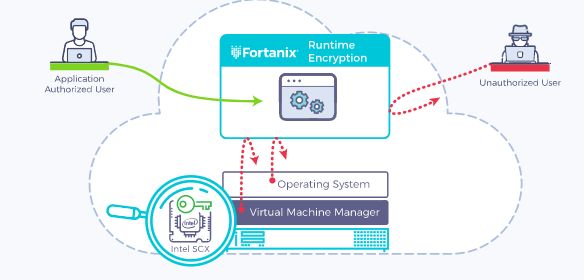 Fortanix®
Runtime
Encryption
Application
Authorized User
Unauthorized User
Operating System
Virtual Machine Manager
intel
Intel SCX